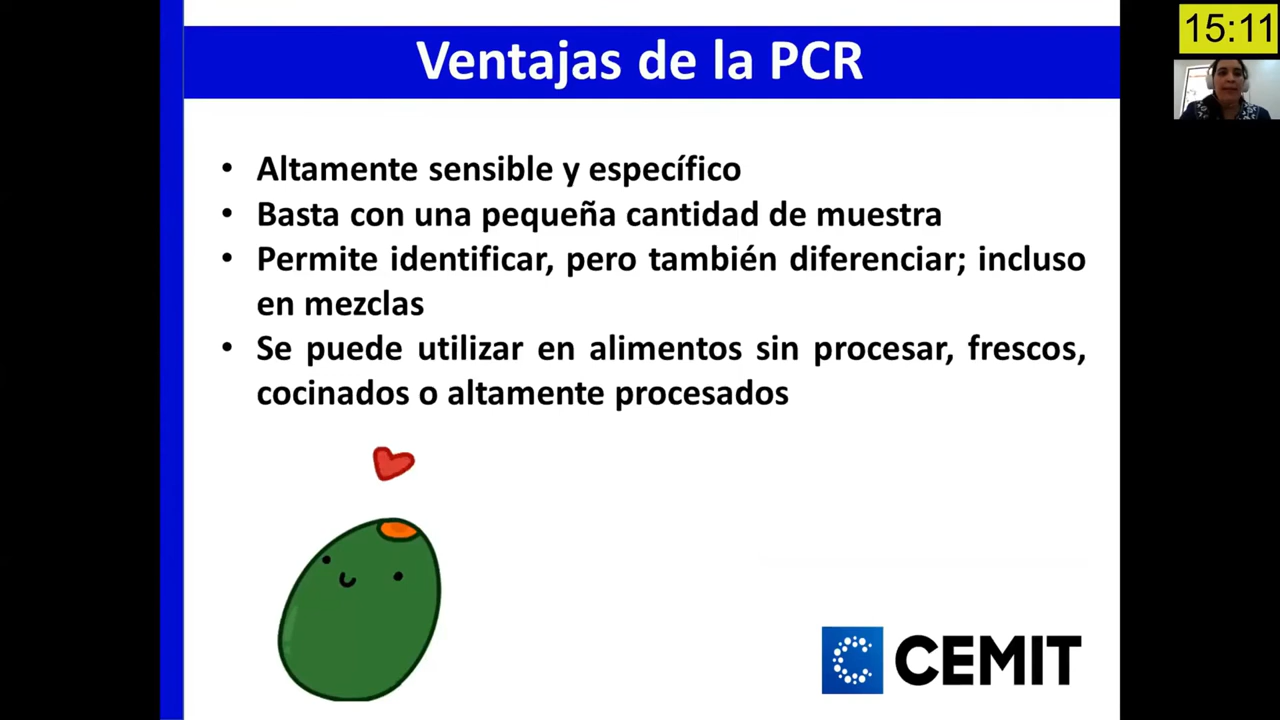 Ventajas de la PCR
15:11
• Altamente sensible y específico
• Basta con una pequeña cantidad de muestra
• Permite identificar, pero también diferenciar; incluso
en mezclas
• Se puede utilizar en alimentos sin procesar, frescos,
cocinados o altamente procesados
CEMIT